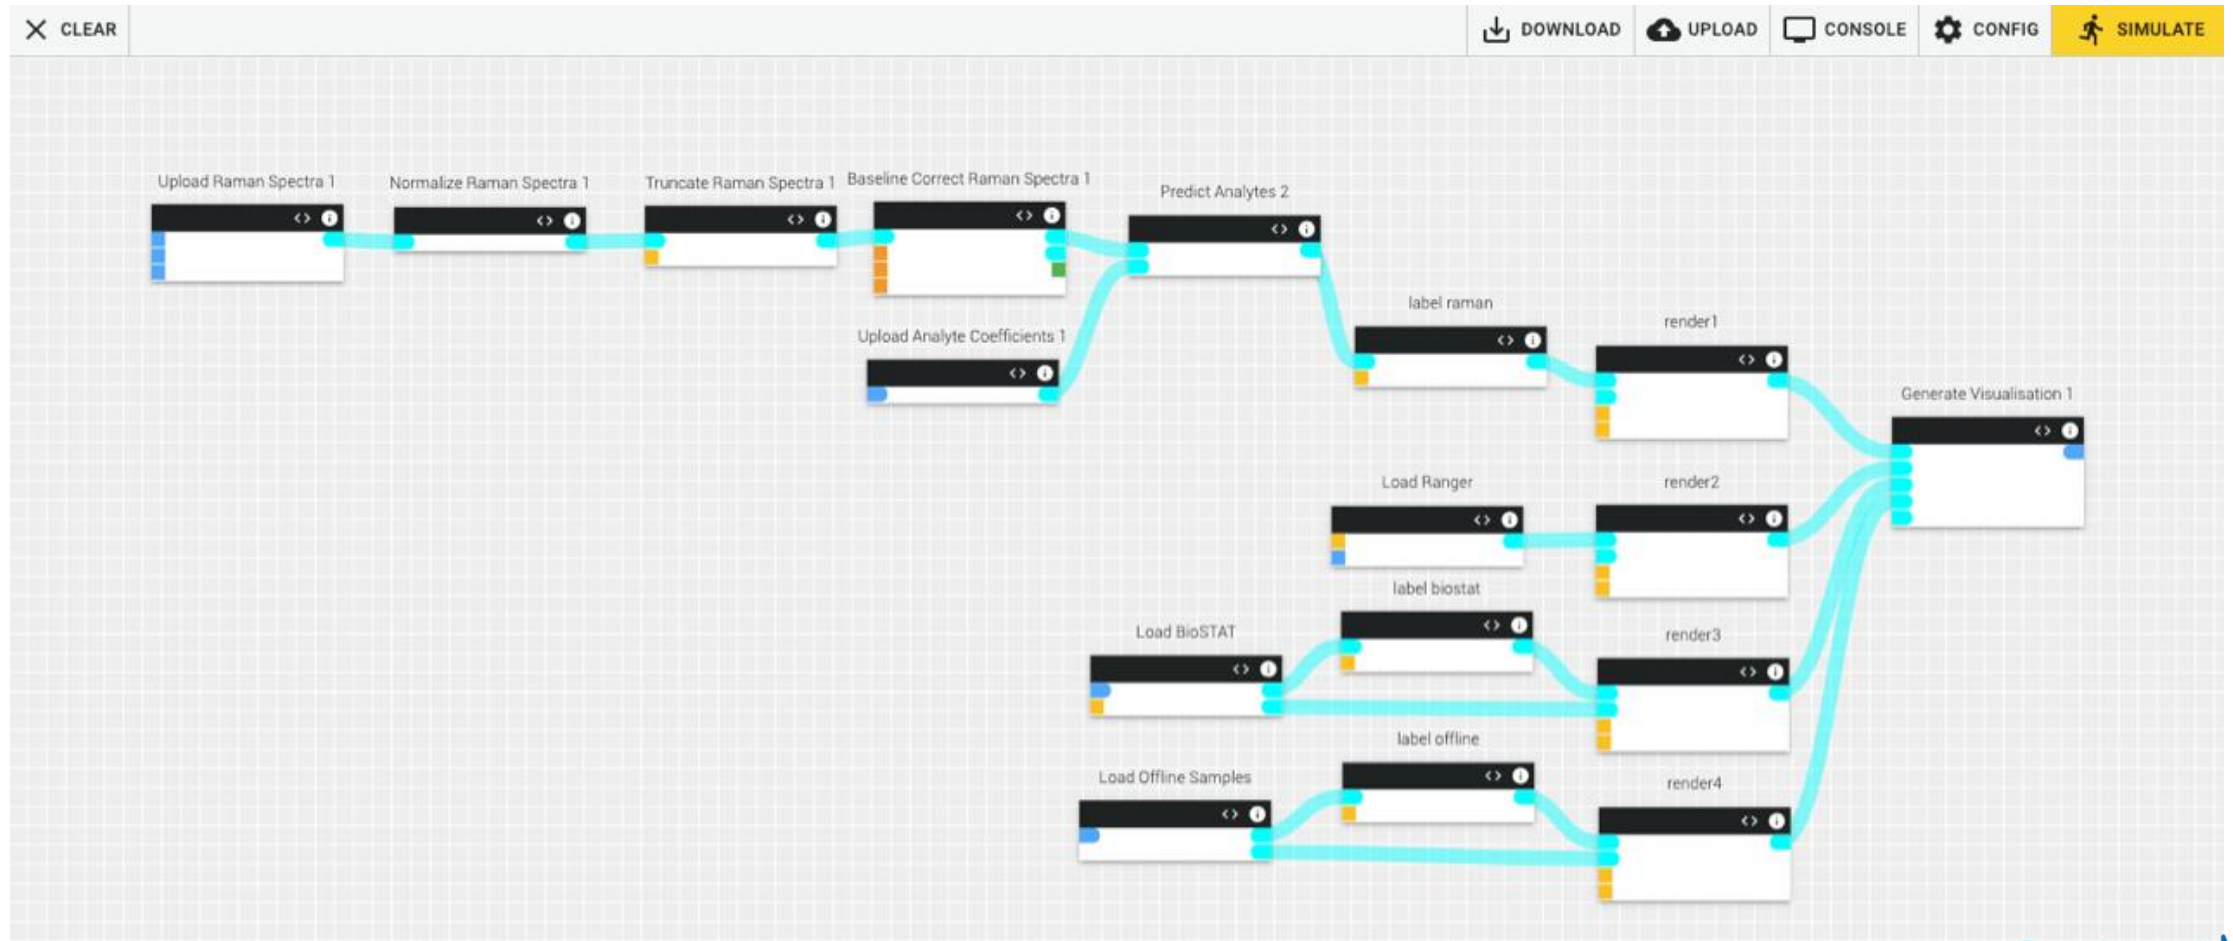 CLEAR
DOWNLOAD
UPLOAD
CONSOLE
CONFIG
SIMULATE
Upload Raman Spectra 1
Normalize Raman Spectra 1
Truncate Raman Spectra 1
Baseline Correct Raman Spectra 1
Predict Analytes 2
Upload Analyte Coefficients 1
label raman
render1
Generate Visualisation 1
Load Ranger
render2
label biostat
Load BioSTAT
render3
label offline
Load Offline Samples
render4